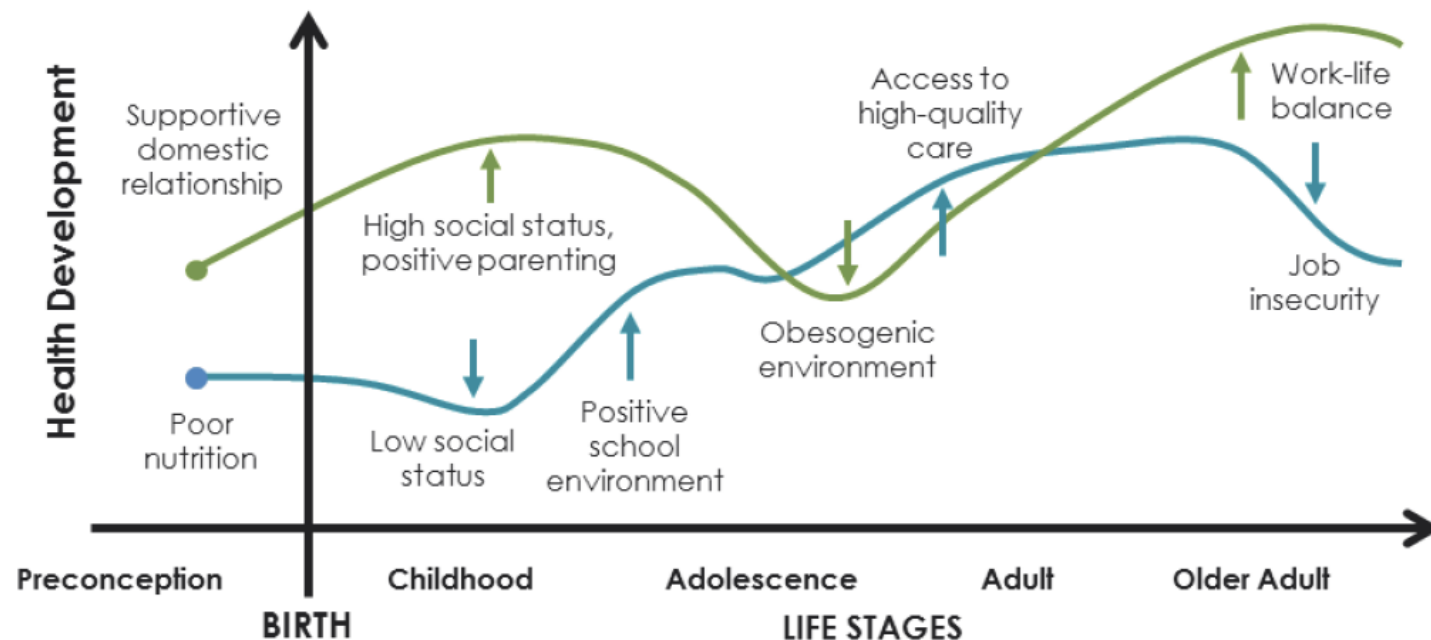 Health Development
Supportive
domestic
relationship
Poor
nutrition
High social status,
positive parenting
Low social
status
Positive
school
environment
Obesogenic
environment
Access to
high-quality
care
Work-life
balance
Job
insecurity
Preconception
Childhood
Adolescence
Adult
Older Adult
BIRTH
LIFE STAGES